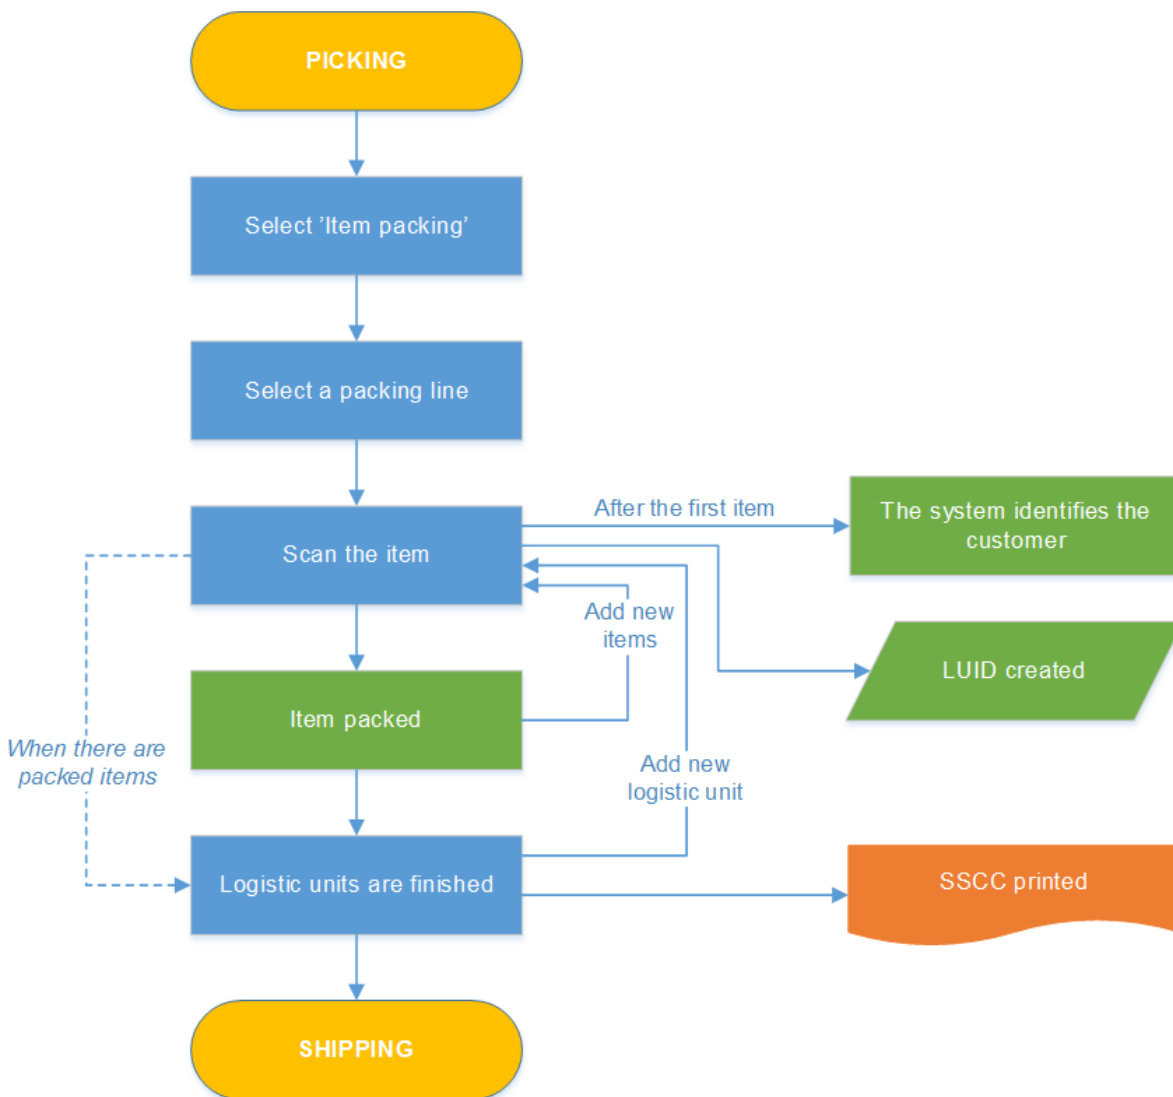 PICKING
Select ’Item packing’
Select a packing line
After the first item
The system identifies the
customer
Scan the item
Add new
items
LUID created
Item packed
When there are
packed items
Add new
logistic unit
Logistic units are finished
SSCC printed
SHIPPING